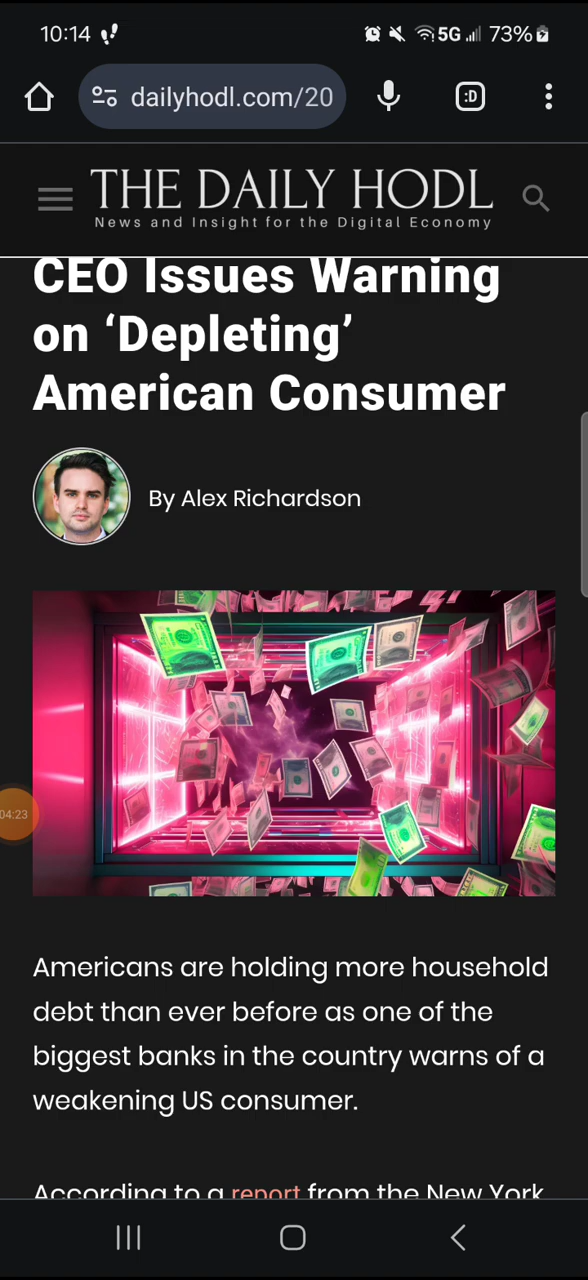 10:14
5G 73%
dailyhodl.com/20
:D
THE DAILY HODL
News and Insight for the Digital Economy
CEO Issues Warning
on ‘Depleting’
American Consumer
By Alex Richardson
04:23
Americans are holding more household
debt than ever before as one of the
biggest banks in the country warns of a
weakening US consumer.
According to a report from the New York